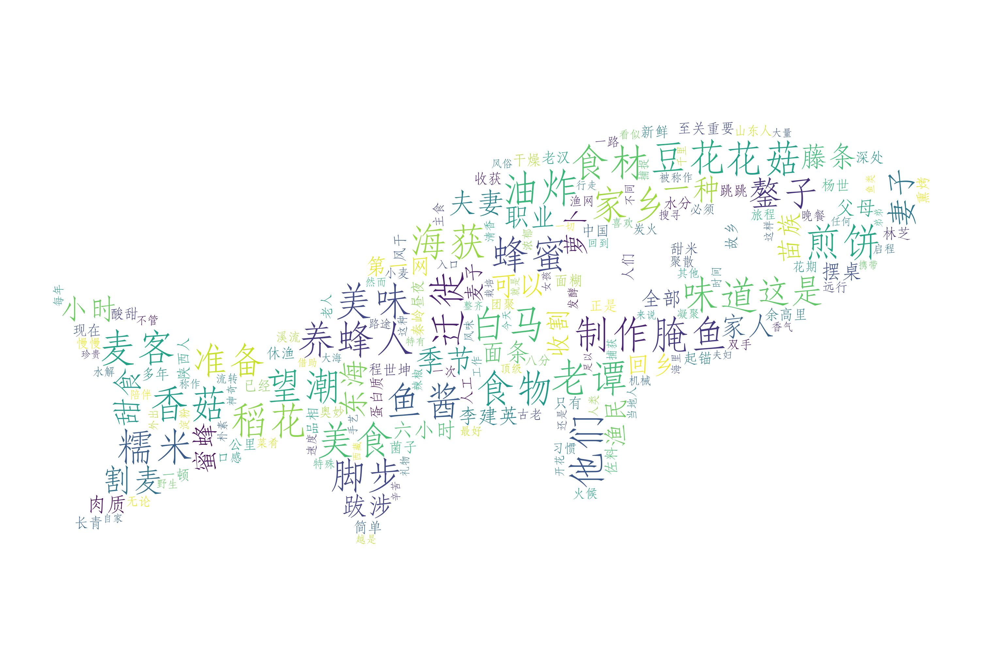 看似
新鲜
至关重要
山东人
大量
一路
食材
豆花花菇
千里
藤条
深处
风俗
干燥
老汉
捕捉
收获
油炸
行走
被称作
妻子
熏烤
鱼类
夫妻
主食
职业
渔网
家乡
不同
一种
水分
搜寻
必须
跳跳
鏊子
杨世
父母
弟弟
旅程
晚餐
任何
苗族
这样
煎饼
林芝
启程
携带
海获
清香
浓郁
一切
萝卜
中国
喜欢
炭火
回到
故乡
风干
蜂蜜
人们
甜米
聚散
其他
时间
花期
摆桌
远行
第一网
小麦
入口
然而
迁徙
麦子
栽培
可以
就是
女孩
面糊
发酵
正是
全部
味道这是
来说
凝聚
余高里
香气
每年
小时
酸甜
不管
现在
慢慢
珍贵
麦客
陕西人
水解
多年
老人
美味
昼夜
秦岭
整齐
团聚
路途
这种
特有
养蜂人
溪流
休渔
借助
大海
准备
风味
白马
今天
收割
制作腌鱼
家人
双手
甜食
称作
流转
已经
望潮
东海
程世坤
季节
一次
工作
面条
顶级
八分
足以
捕获
回乡
海里
起锚
夫妇
陪伴
香菇
神奇
蛋白质
鱼酱
辣椒
人工
食物
老谭
机械
当地人
外出
淀粉
稻花
品相
奥妙
手艺
李建英
古老
只有
还是
人类
渔民
糯米
蜜蜂
朴素
公里
菜肴
口感
速度
美食
西藏
六小时
菌子
最好
他们
习惯
开花
佐料
割麦
一顿
野生
特殊
脚步
礼物
辛苦
火候
肉质
无论
跋涉
长青
自家
简单
越是